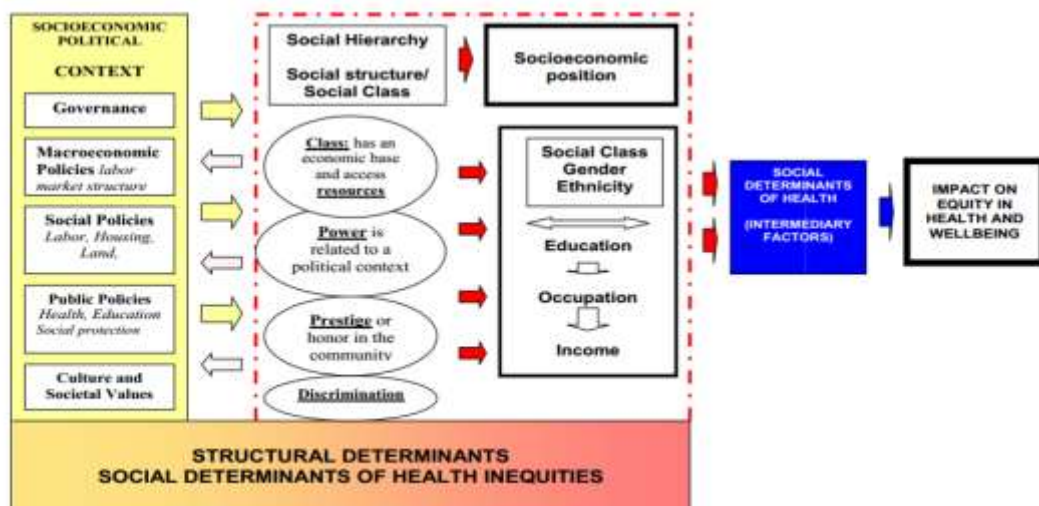 SOCIOECONOMIC
POLITICAL
CONTEXT
Governance
Macroeconomic
Policies labor
market structure
Social Policies
Labor, Housing,
Land,
Public Policies
Health, Education
Social protection
Culture and
Societal Values
Social Hierarchy
Social structure/
Social Class
Class: has an
economic base
and access
resources
Power is
related to a
political context
Prestige or
honor in the
community
Discrimination
Socioeconomic
position
Social Class
Gender
Ethnicity
Education
Occupation
Income
SOCIAL
DETERMINANTS
OF HEALTH
(INTERMEDIARY
FACTORS)
IMPACT ON
EQUITY IN
HEALTH AND
WELLBEING
STRUCTURAL DETERMINANTS
SOCIAL DETERMINANTS OF HEALTH INEQUITIES